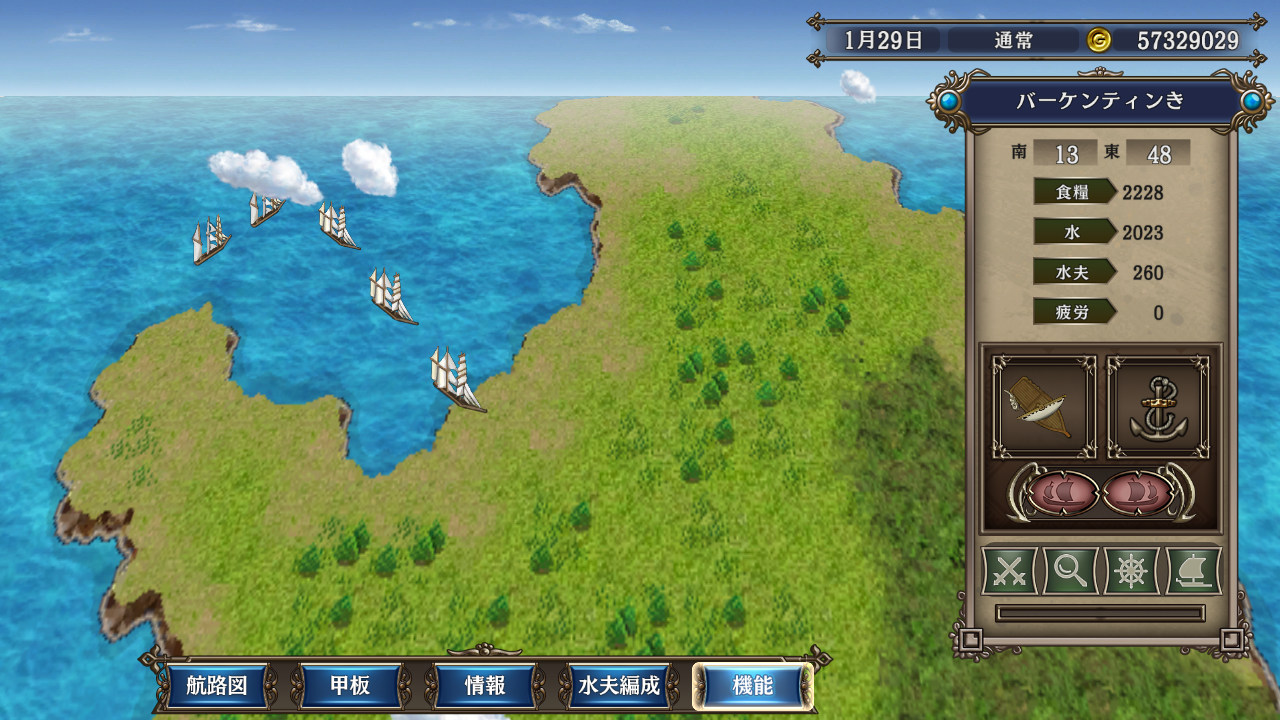 1月29日 通常 G 57329029
バーケンティンき
南 13 東 48
食糧 2228
水 2023
水夫 260
疲労 0
航路図 甲板 情報 水夫編成 機能